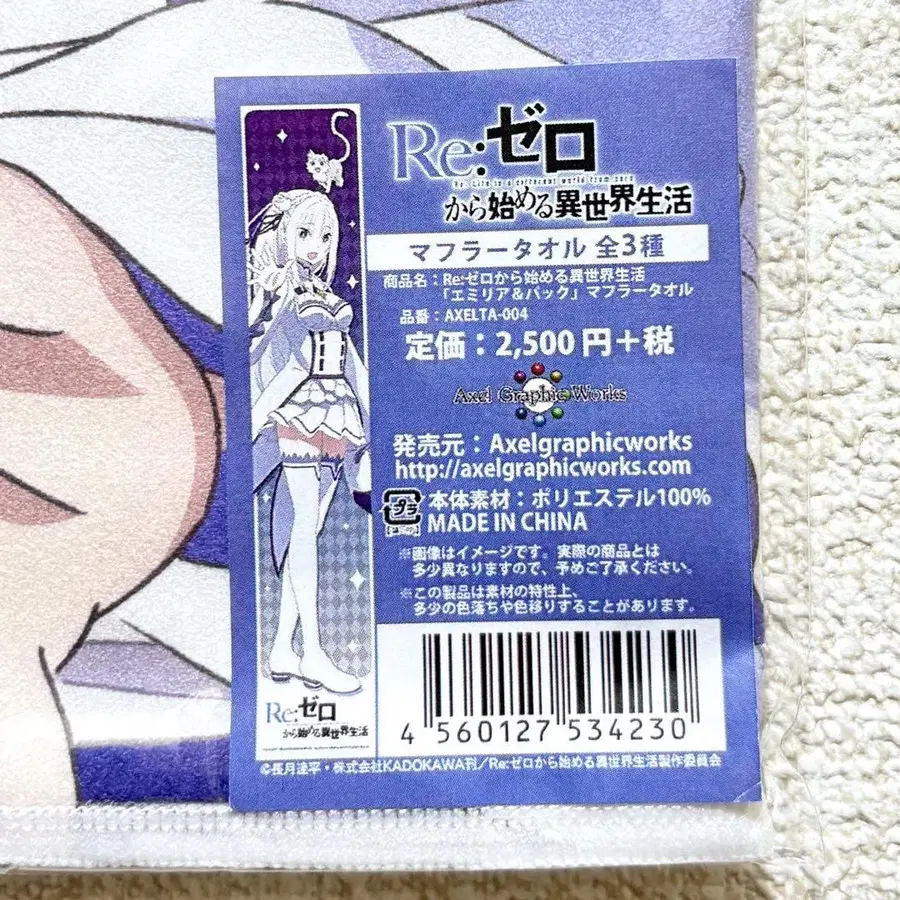 Re:ゼロ
Re: Life in a different world from zero
から始める異世界生活
マフラータオル 全3種
商品名：Re:ゼロから始める異世界生活
「エミリア＆パック」マフラータオル
品番：AXELTA-004
定価：2,500円＋税
Axel Graphic Works
発売元：Axelgraphicworks
http://axelgraphicworks.com
プラ
本体素材：ポリエステル100%
MADE IN CHINA
※画像はイメージです。実際の商品とは
多少異なりますので、予めご了承ください。
※この製品は素材の特性上、
多少の色落ちや色移りすることがあります。
4 560127 534230
Re:ゼロ
から始める異世界生活
©長月達平・株式会社KADOKAWA刊／Re:ゼロから始める異世界生活製作委員会